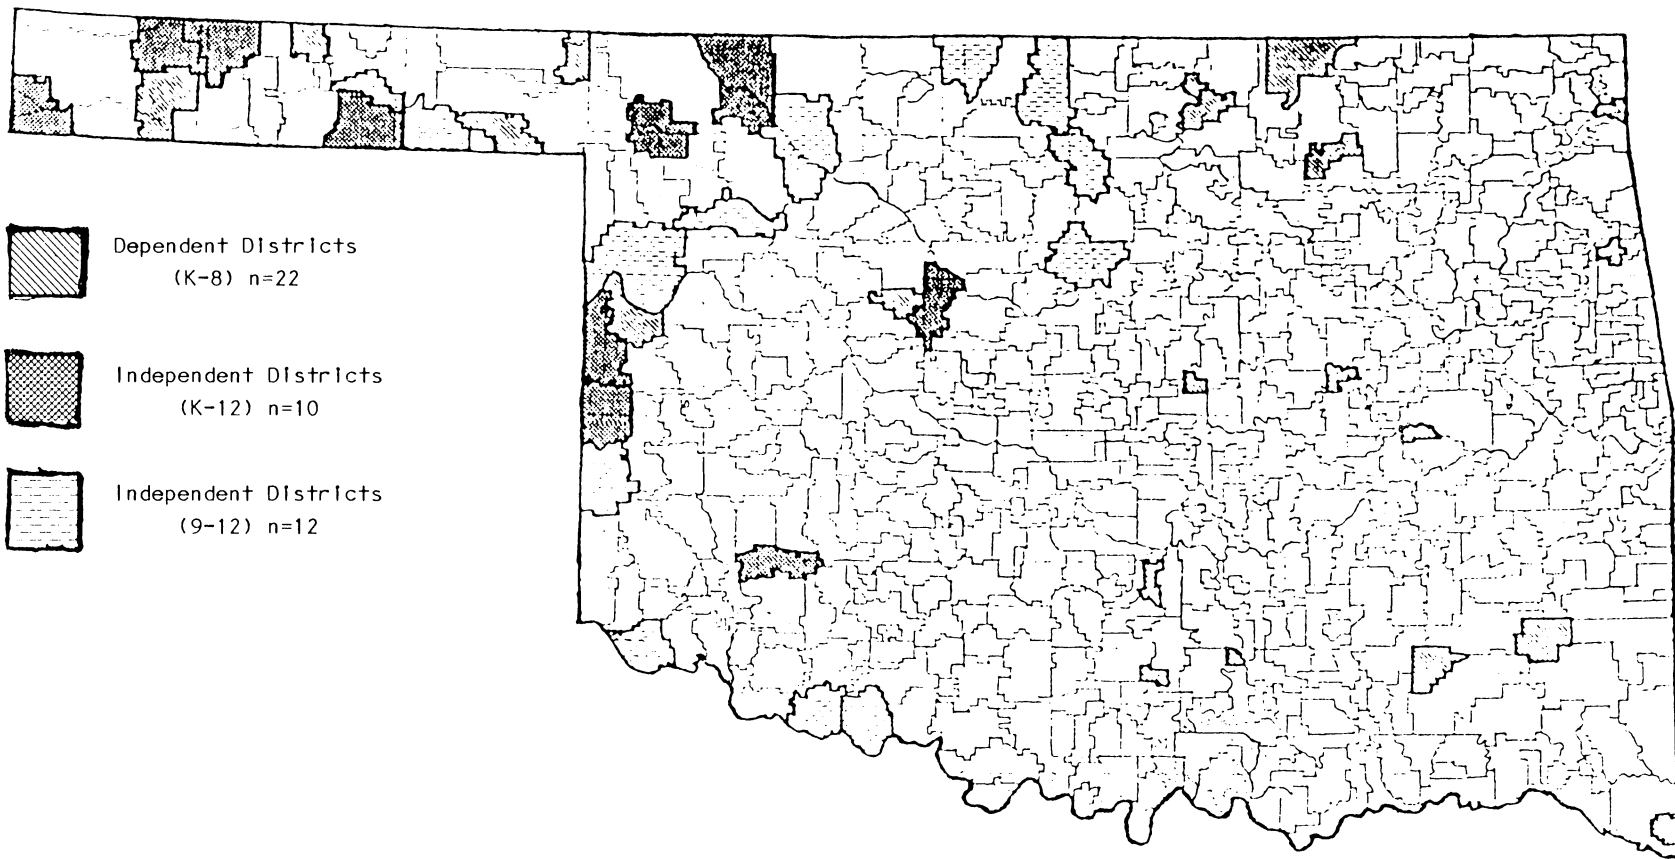 Dependent Districts
(K-8) n=22
Independent Districts
(K-12) n=10
Independent Districts
(9-12) n=12